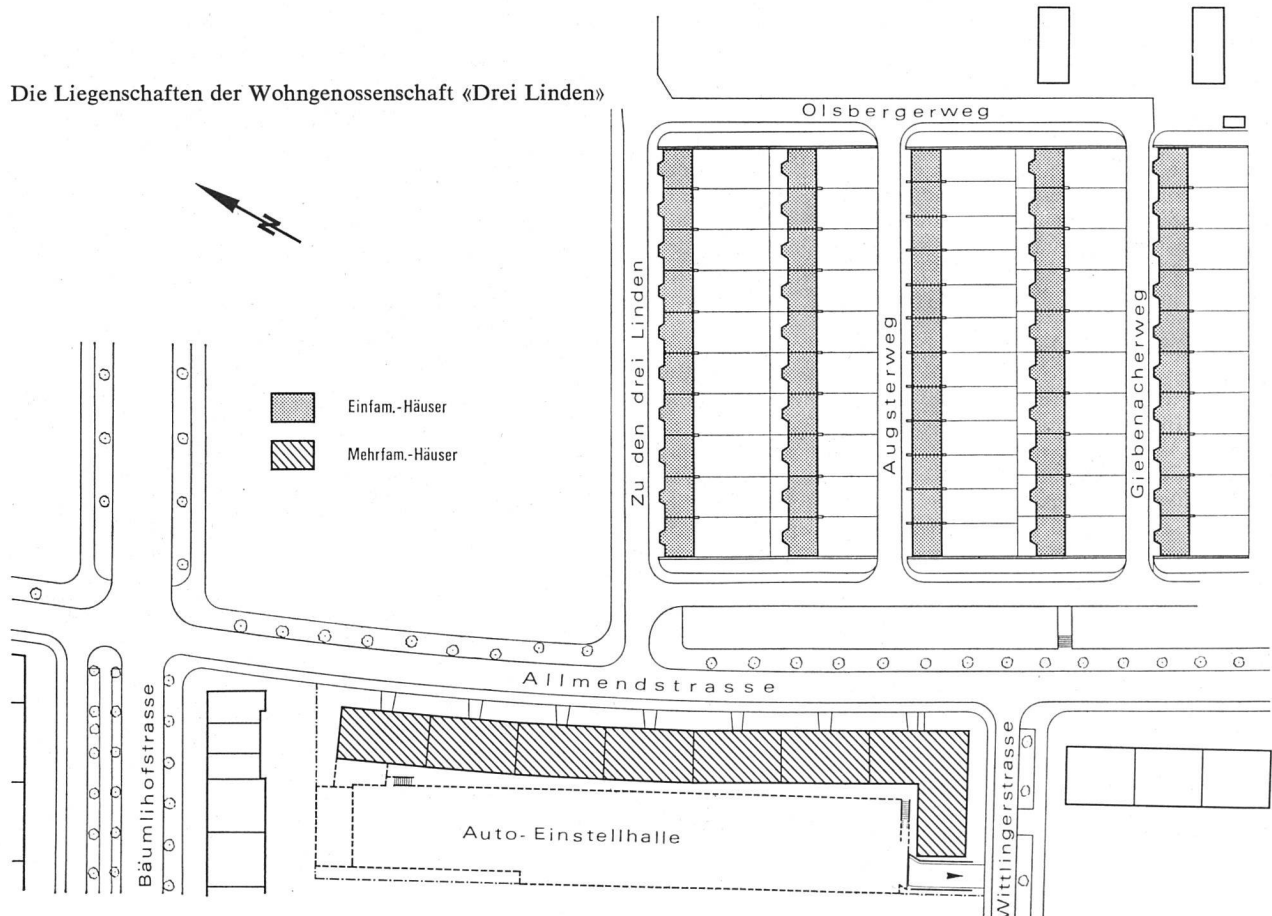 Die Liegenschaften der Wohngenossenschaft «Drei Linden»
Olsbergerweg
N
Zu den drei Linden
Augsterweg
Giebenacherweg
Einfam.-Häuser
Mehrfam.-Häuser
Allmendstrasse
Bäumlihofstrasse
Wittlingerstrasse
Auto-Einstellhalle